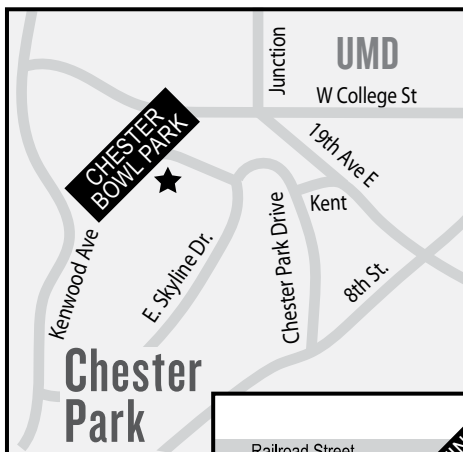 Junction
UMD
W College St
CHESTER
BOWL PARK
19th Ave E
Kent
Kenwood Ave
E. Skyline Dr.
Chester Park Drive
8th St.
Chester
Park
Railroad Street